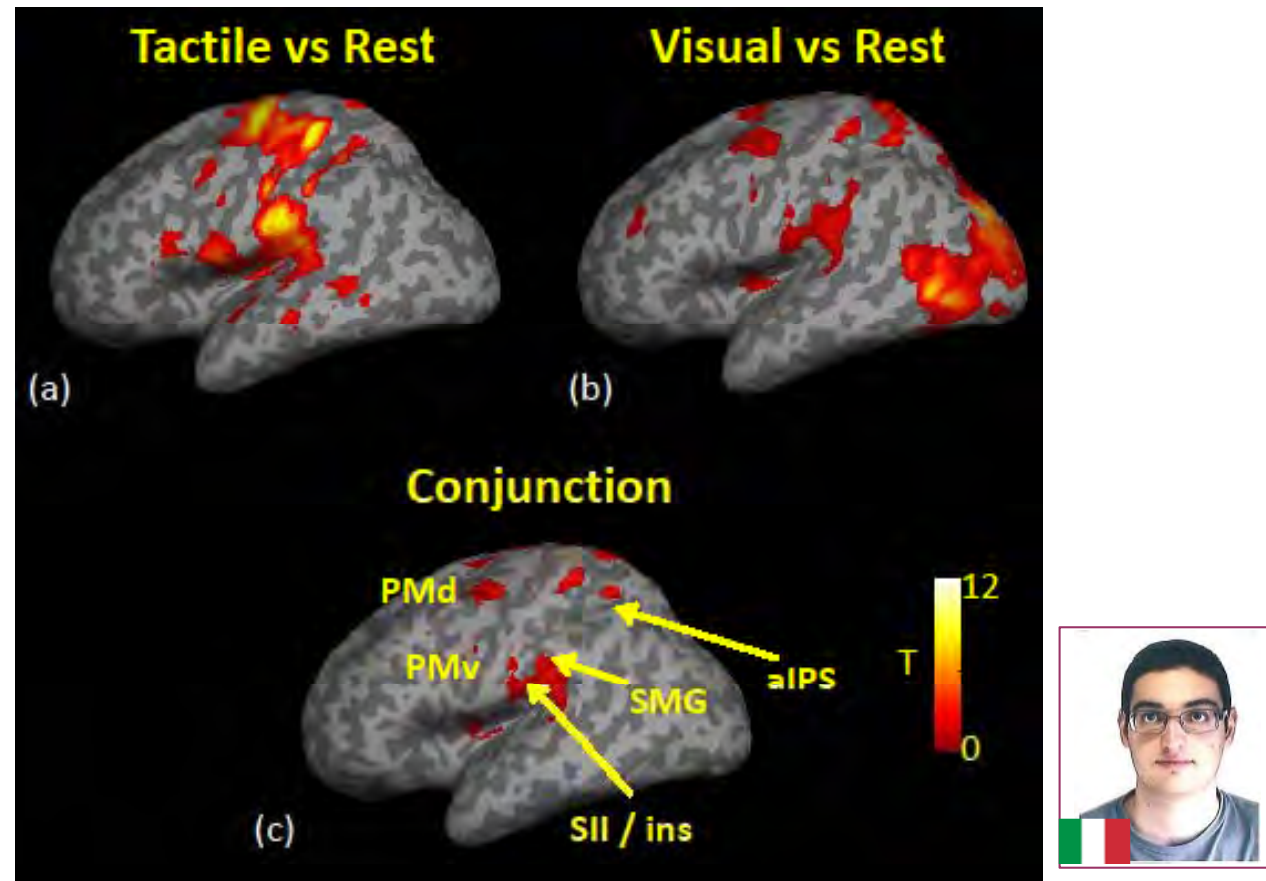 Tactile vs Rest
Visual vs Rest
(a)
(b)
Conjunction
PMd
12
PMv
T
aIPS
SMG
0
(c)
SII / ins